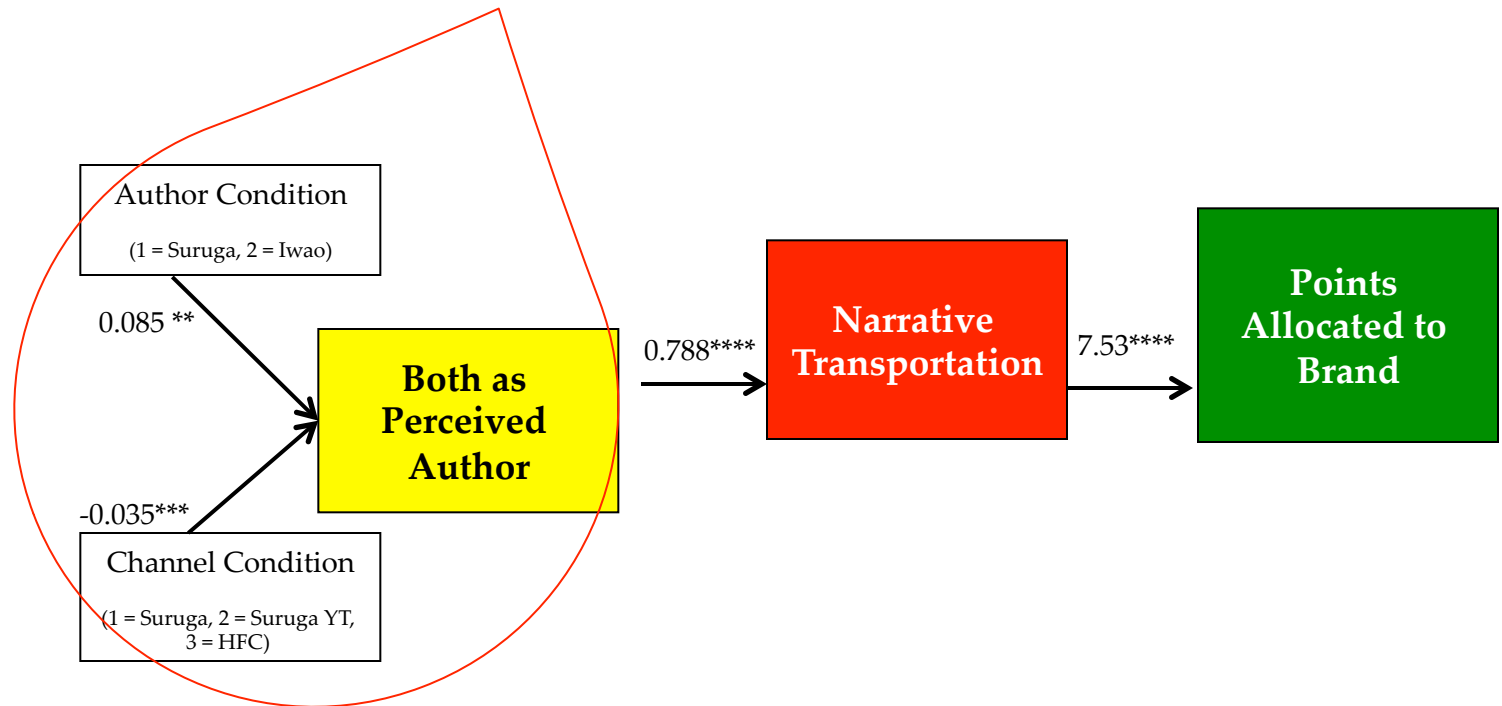 Author Condition
(1 = Suruga, 2 = Iwao)
0.085 **
Both as
Perceived
Author
-0.035***
Channel Condition
(1 = Suruga, 2 = Suruga YT,
3 = HFC)
0.788****
Narrative
Transportation
7.53****
Points
Allocated to
Brand